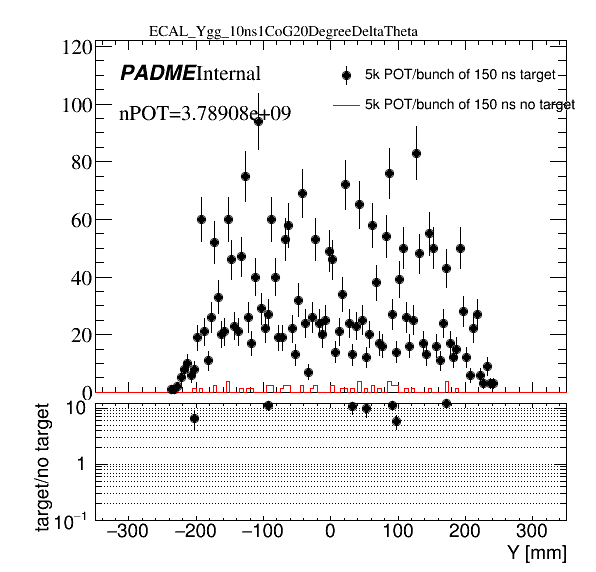 ECAL_Ygg_10ns1CoG20DegreeDeltaTheta
120
PADME Internal
5k POT/bunch of 150 ns target
100
5k POT/bunch of 150 ns no target
nPOT=3.78908e+09
80
60
40
20
0
10
1
10⁻¹
target/no target
−300 −200 −100 0 100 200 300
Y [mm]